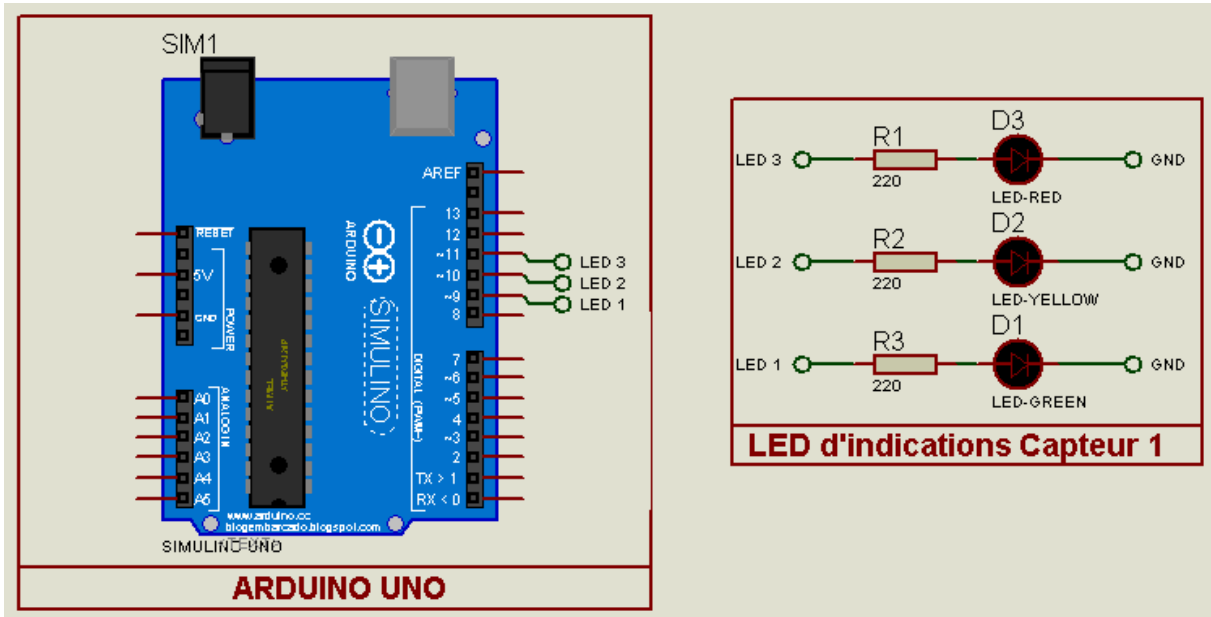 SIM1
AREF
13
12
~11
~10
~9
8
7
~6
~5
4
~3
2
TX > 1
RX < 0
RESET
5V
GND
POWER
A0
A1
A2
A3
A4
A5
ANALOG IN
ARDUINO
SIMULINO
DIGITAL (PWM~)
www.arduino.cc
blogembarcado.blogspot.com
SIMULINO UNO
LED 3
LED 2
LED 1
ARDUINO UNO
LED 3
R1
220
D3
LED-RED
GND
LED 2
R2
220
D2
LED-YELLOW
GND
LED 1
R3
220
D1
LED-GREEN
GND
LED d'indications Capteur 1